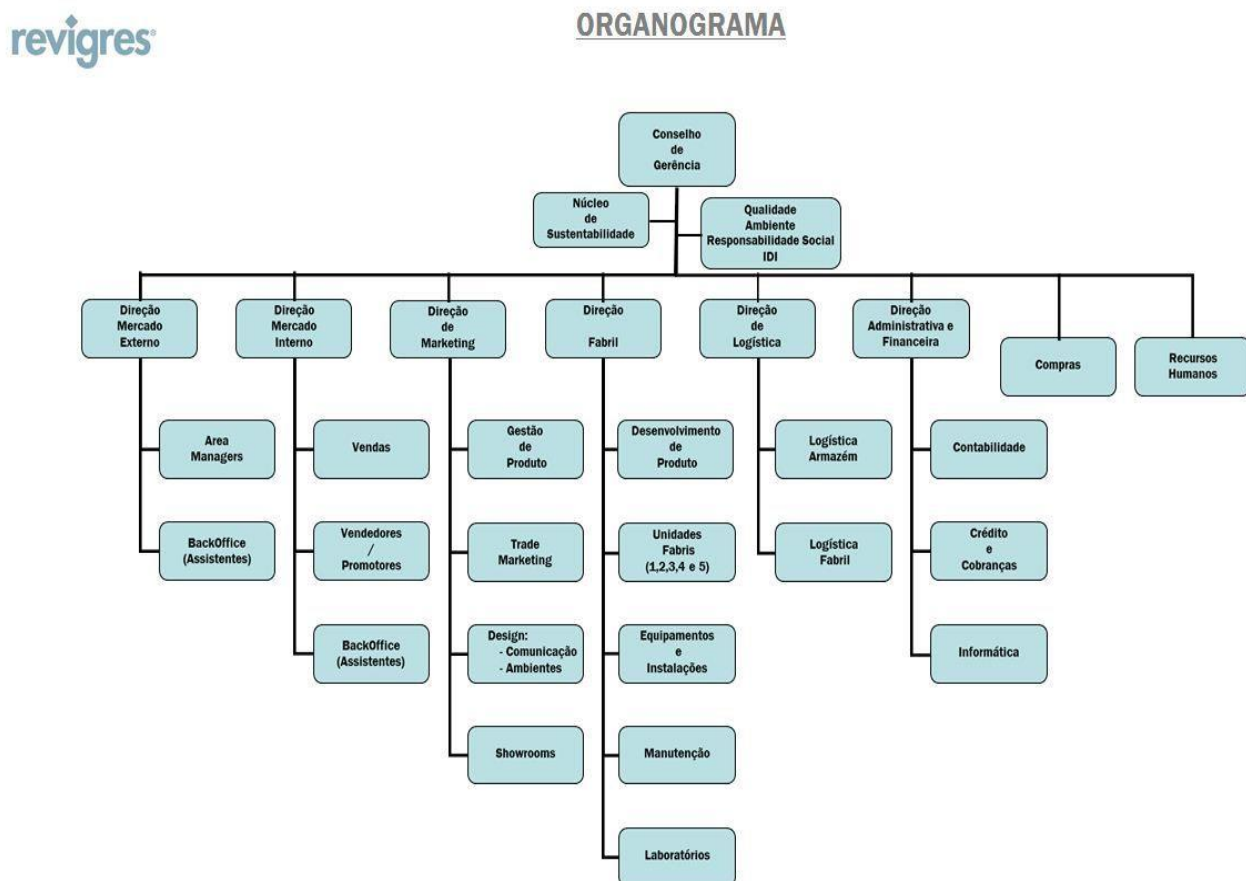 revigres®
ORGANOGRAMA
Conselho
de
Gerência
Núcleo
de
Sustentabilidade
Qualidade
Ambiente
Responsabilidade Social
IDI
Direção
Mercado
Externo
Direção
Mercado
Interno
Direção
de
Marketing
Direção
Fabril
Direção
de
Logística
Direção
Administrativa e
Financeira
Compras
Recursos
Humanos
Area
Managers
Vendas
Gestão
de
Produto
Desenvolvimento
de
Produto
Logística
Armazém
Contabilidade
BackOffice
(Assistentes)
Vendedores
/
Promotores
Trade
Marketing
Unidades
Fabris
(1,2,3,4 e 5)
Logística
Fabril
Crédito
e
Cobranças
BackOffice
(Assistentes)
Design:
- Comunicação
- Ambientes
Equipamentos
e
Instalações
Informática
Showrooms
Manutenção
Laboratórios